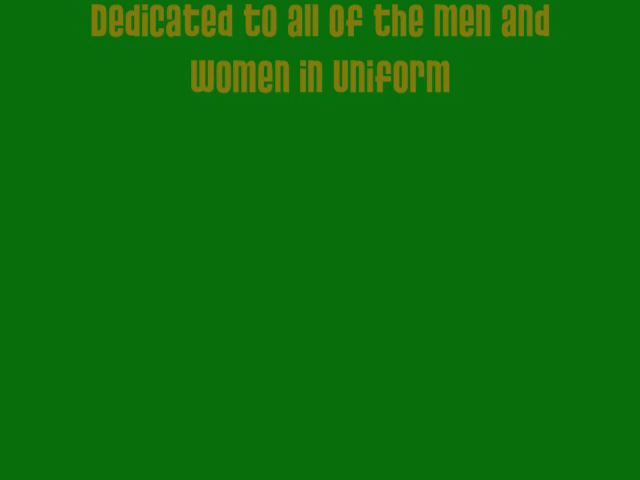 Dedicated to all of the men and
women in uniform